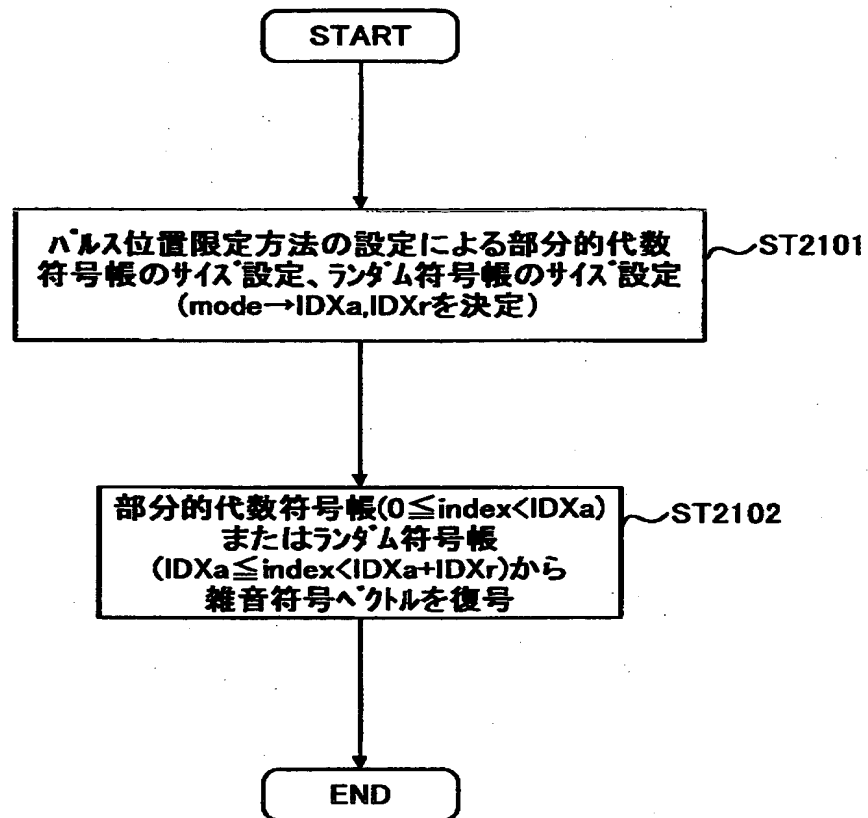 START
パルス位置限定方法の設定による部分的代数
符号帳のサイズ設定、ランダム符号帳のサイズ設定
(mode→IDXa,IDXrを決定)
ST2101
部分的代数符号帳(0≦index<IDXa)
またはランダム符号帳
(IDXa≦index<IDXa+IDXr)から
雑音符号ベクトルを復号
ST2102
END